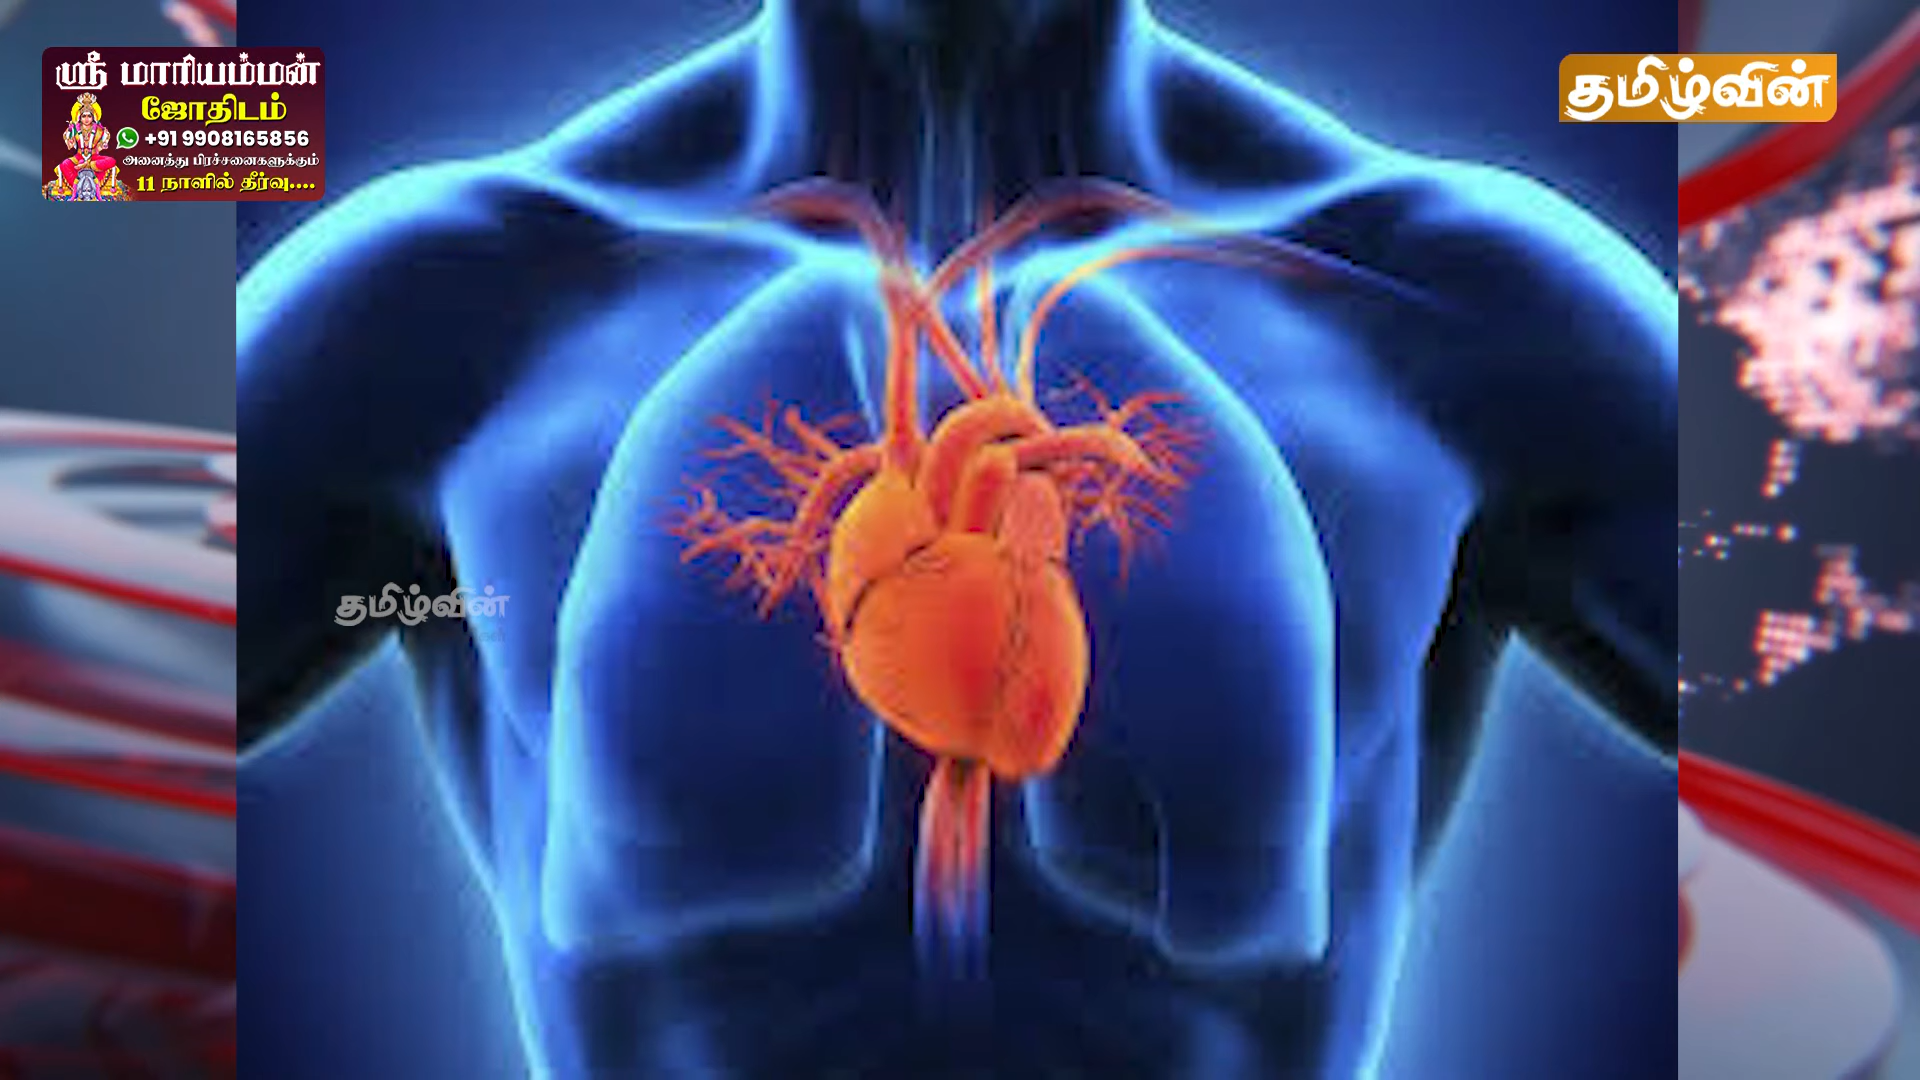 ஸ்ரீ மாரியம்மன்
ஜோதிடம்
+91 9908165856
அனைத்து பிரச்சனைகளுக்கும்
11 நாளில் தீர்வு....
தமிழ்வின்
தமிழ்வின்